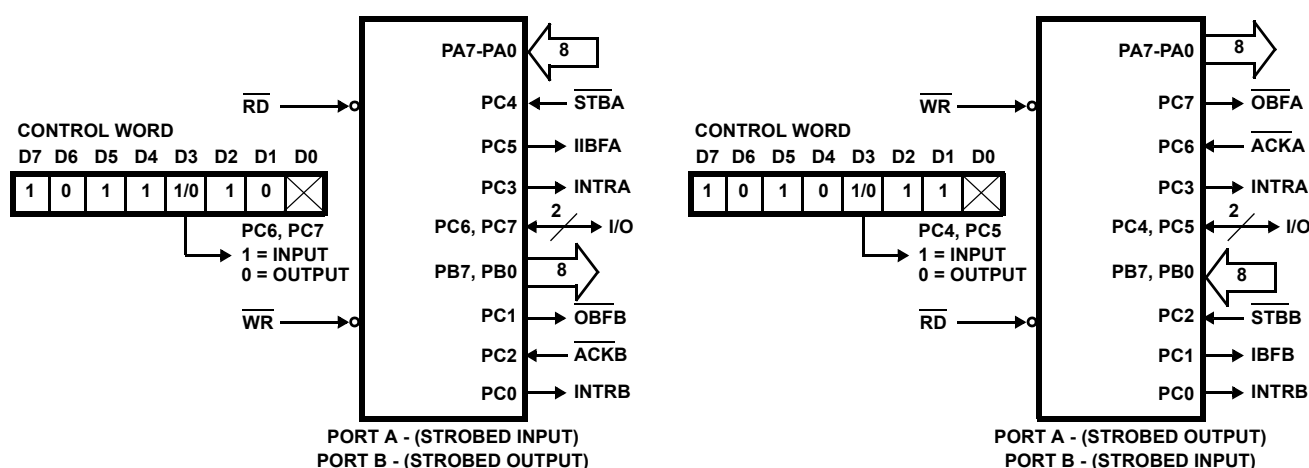 PA7-PA0
8
RD
PC4
STBA
CONTROL WORD
PC5
IIBFA
D7 D6 D5 D4 D3 D2 D1 D0
1 0 1 1 1/0 1 0
PC3
INTRA
PC6, PC7
1 = INPUT
0 = OUTPUT
PC6, PC7
2
I/O
PB7, PB0
8
WR
PC1
OBFB
PC2
ACKB
PC0
INTRB
PORT A - (STROBED INPUT)
PORT B - (STROBED OUTPUT)
PA7-PA0
8
WR
PC7
OBFA
CONTROL WORD
PC6
ACKA
D7 D6 D5 D4 D3 D2 D1 D0
1 0 1 0 1/0 1 1
PC3
INTRA
PC4, PC5
1 = INPUT
0 = OUTPUT
PC4, PC5
2
I/O
PB7, PB0
8
RD
PC2
STBB
PC1
IBFB
PC0
INTRB
PORT A - (STROBED OUTPUT)
PORT B - (STROBED INPUT)